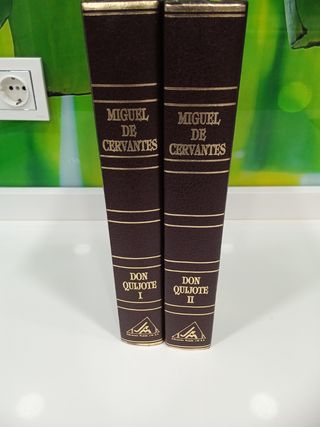 MIGUEL
DE
CERVANTES
DON
QUIJOTE
I
MIGUEL
DE
CERVANTES
DON
QUIJOTE
II